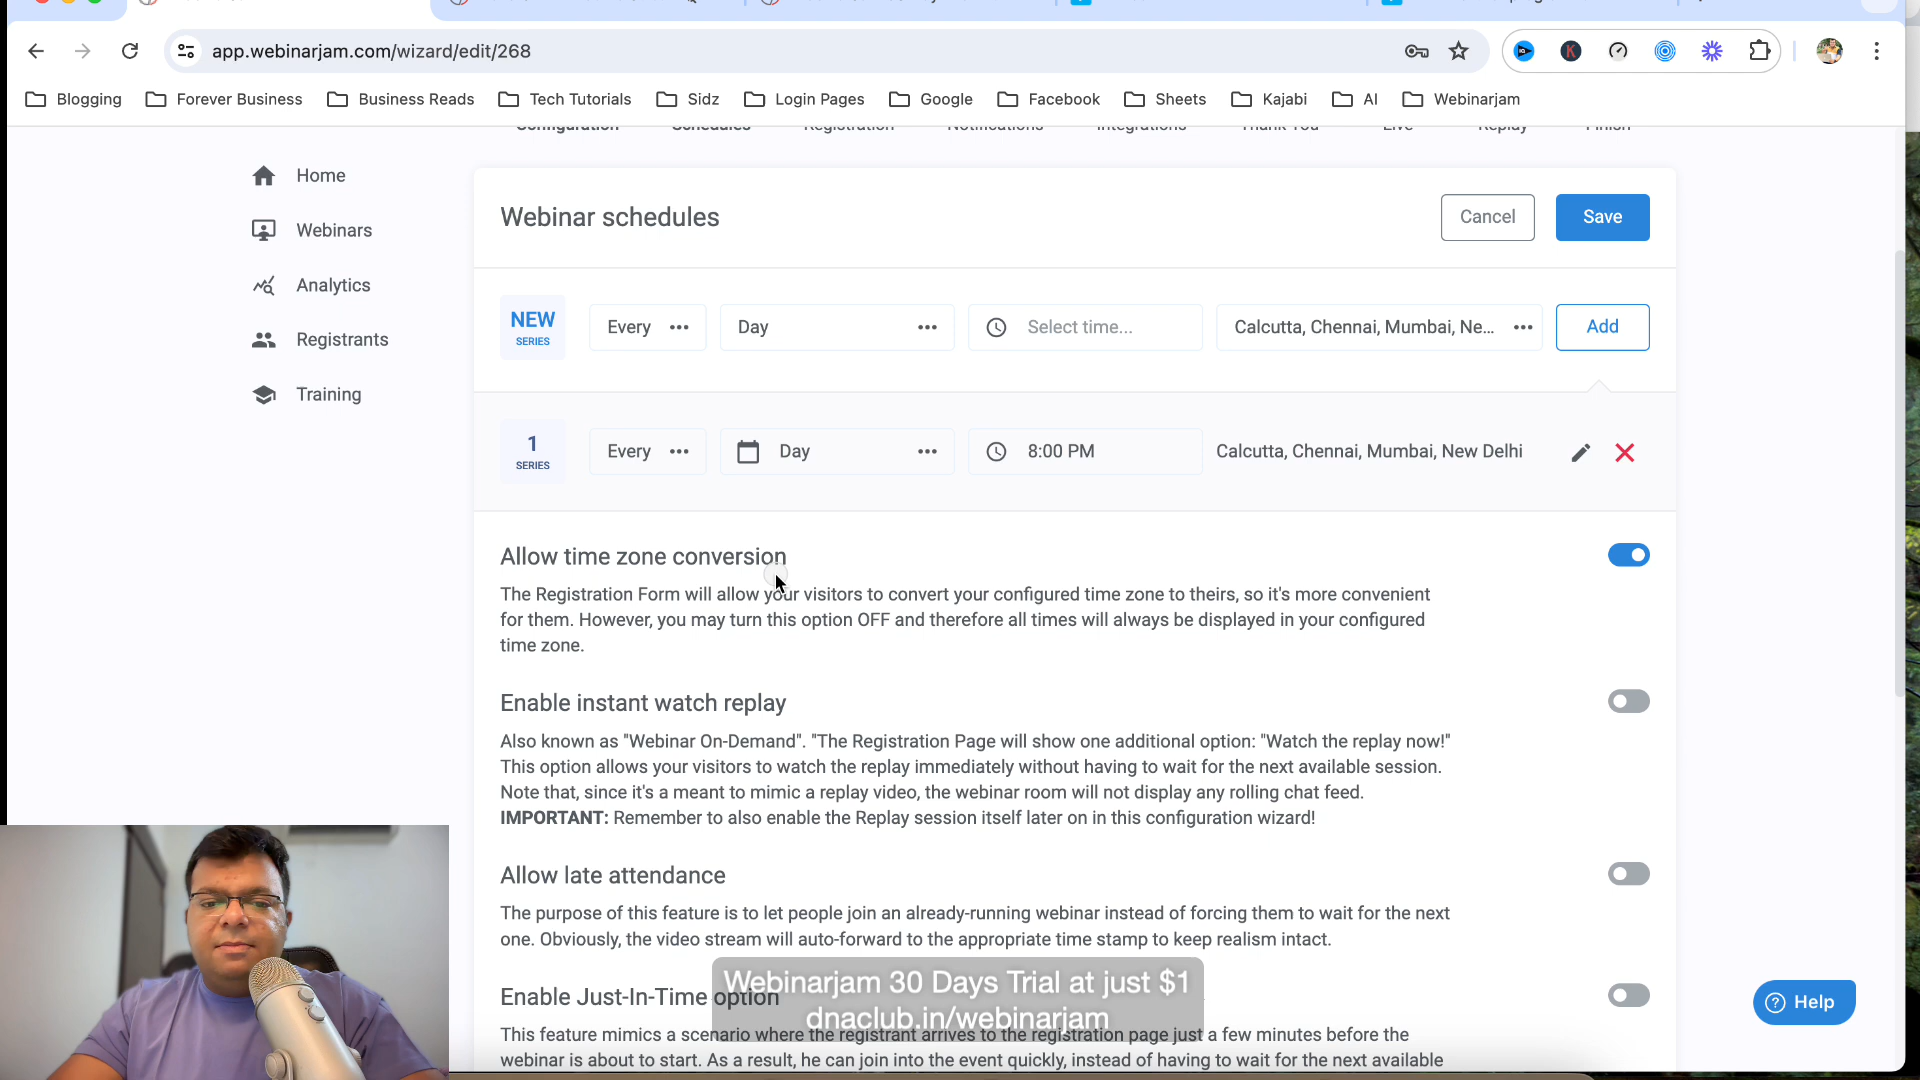 app.webinarjam.com/wizard/edit/268
Blogging
Forever Business
Business Reads
Tech Tutorials
Sidz
Login Pages
Google
Facebook
Sheets
Kajabi
AI
Webinarjam
Configuration
Schedules
Registration
Notifications
Integrations
Thank You
Live
Replay
Finish
Home
Webinars
Analytics
Registrants
Training
Webinar schedules
Cancel
Save
NEW
SERIES
Every
Day
Select time...
Calcutta, Chennai, Mumbai, Ne...
Add
1
SERIES
Every
Day
8:00 PM
Calcutta, Chennai, Mumbai, New Delhi
Allow time zone conversion
The Registration Form will allow your visitors to convert your configured time zone to theirs, so it's more convenient
for them. However, you may turn this option OFF and therefore all times will always be displayed in your configured
time zone.
Enable instant watch replay
Also known as "Webinar On-Demand". "The Registration Page will show one additional option: "Watch the replay now!"
This option allows your visitors to watch the replay immediately without having to wait for the next available session.
Note that, since it's a meant to mimic a replay video, the webinar room will not display any rolling chat feed.
IMPORTANT: Remember to also enable the Replay session itself later on in this configuration wizard!
Allow late attendance
The purpose of this feature is to let people join an already-running webinar instead of forcing them to wait for the next
one. Obviously, the video stream will auto-forward to the appropriate time stamp to keep realism intact.
Webinarjam 30 Days Trial at just $1
dnaclub.in/webinarjam
Enable Just-In-Time option
This feature mimics a scenario where the registrant arrives to the registration page just a few minutes before the
webinar is about to start. As a result, he can join into the event quickly, instead of having to wait for the next available
Help